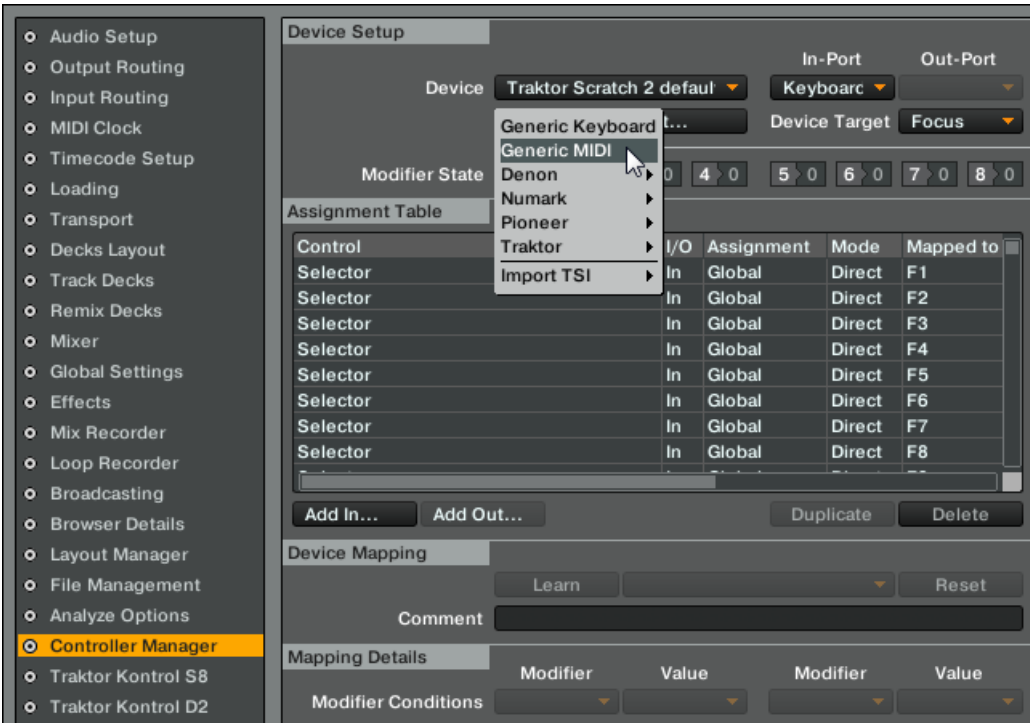 Audio Setup
Output Routing
Input Routing
MIDI Clock
Timecode Setup
Loading
Transport
Decks Layout
Track Decks
Remix Decks
Mixer
Global Settings
Effects
Mix Recorder
Loop Recorder
Broadcasting
Browser Details
Layout Manager
File Management
Analyze Options
Controller Manager
Traktor Kontrol S8
Traktor Kontrol D2
Device Setup
In-Port Out-Port
Device Traktor Scratch 2 defaul Keyboarc
t... Device Target Focus
Generic Keyboard
Generic MIDI
Denon
Numark
Pioneer
Traktor
Import TSI
Modifier State 0 4 0 5 0 6 0 7 0 8 0
Assignment Table
Control I/O Assignment Mode Mapped to
Selector In Global Direct F1
Selector In Global Direct F2
Selector In Global Direct F3
Selector In Global Direct F4
Selector In Global Direct F5
Selector In Global Direct F6
Selector In Global Direct F7
Selector In Global Direct F8
Add In... Add Out... Duplicate Delete
Device Mapping
Learn Reset
Comment
Mapping Details
Modifier Value Modifier Value
Modifier Conditions